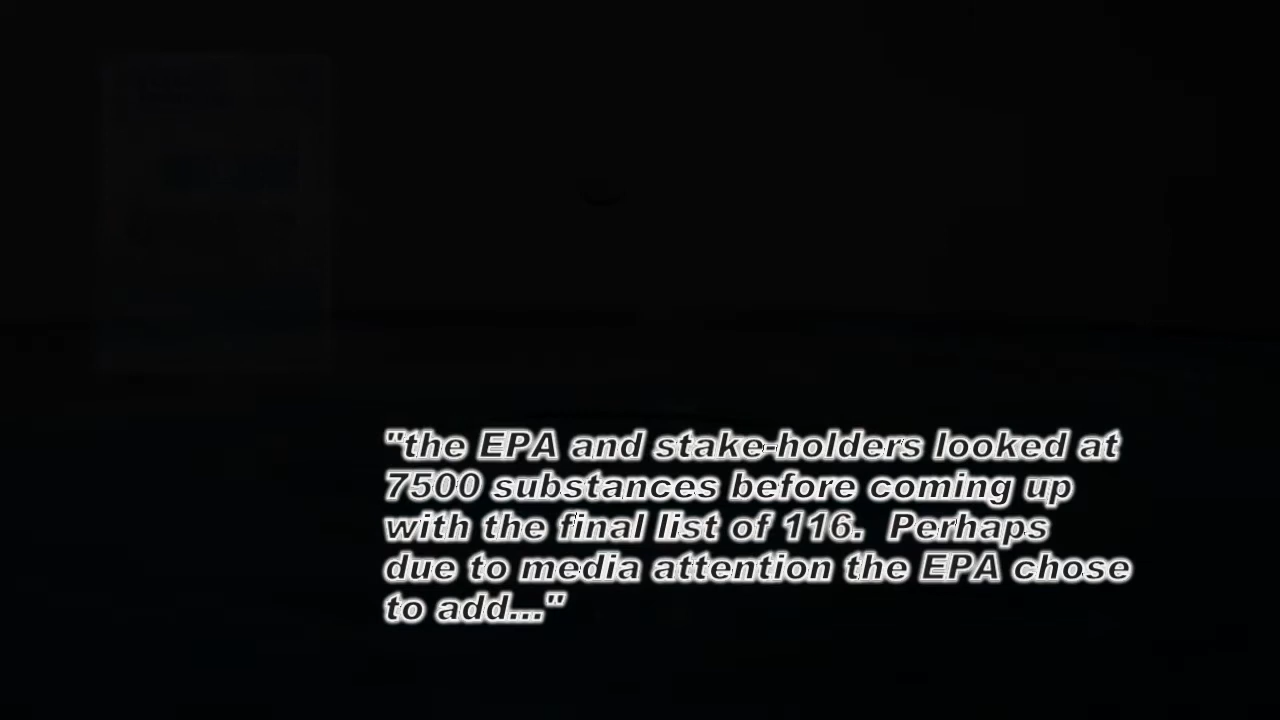 "the EPA and stake-holders looked at
7500 substances before coming up
with the final list of 116.  Perhaps
due to media attention the EPA chose
to add..."